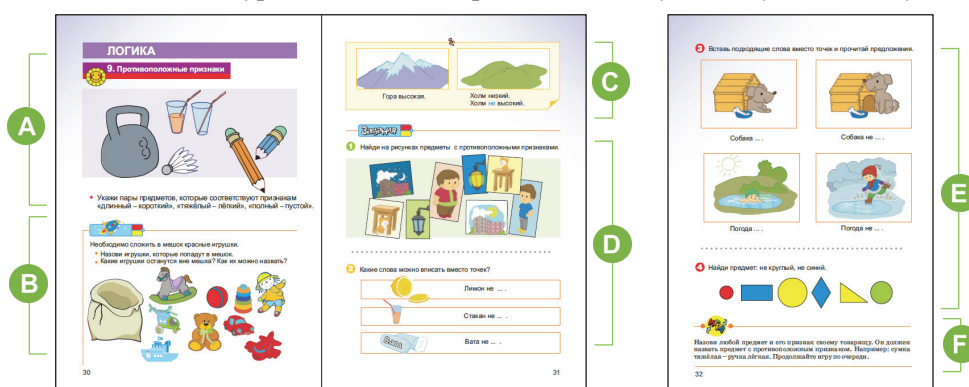 ЛОГИКА
9. Противоположные признаки
A
Укажи пары предметов, которые соответствуют признакам
«длинный – короткий», «тяжёлый – лёгкий», «полный – пустой».
B
Необходимо сложить в мешок красные игрушки.
Назови игрушки, которые попадут в мешок.
Какие игрушки останутся вне мешка? Как их можно назвать?
30
Гора высокая.
Холм низкий.
Холм не высокий.
C
Задания
1 Найди на рисунках предметы с противоположными признаками.
D
2 Какие слова можно вписать вместо точек?
Лимон не ... .
Стакан не ... .
Вата не ... .
31
3 Вставь подходящие слова вместо точек и прочитай предложения.
Собака ... .
Собака не ... .
Погода ... .
Погода не ... .
E
4 Найди предмет: не круглый, не синий.
F
Назови любой предмет и его признак своему товарищу. Он должен
назвать предмет с противоположным признаком. Например: сумка
тяжёлая – ручка лёгкая. Продолжайте игру по очереди.
32